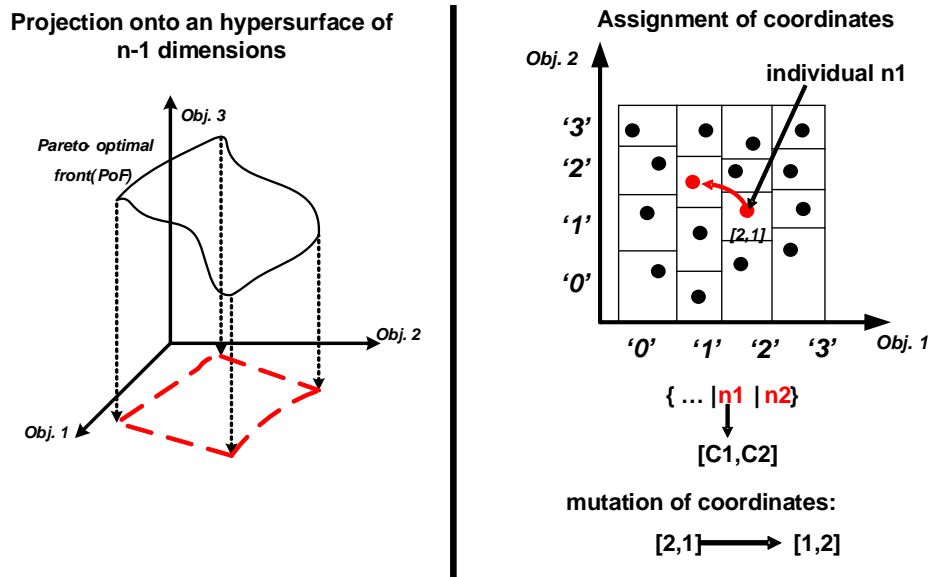 Projection onto an hypersurface of
n-1 dimensions
Obj. 3
Pareto- optimal
front(PoF)
Obj. 2
Obj. 1
Assignment of coordinates
Obj. 2
individual n1
‘3’
‘2’
‘1’
[2,1]
‘0’
‘0’ ‘1’ ‘2’ ‘3’
Obj. 1
{ ... |n1 |n2}
[C1,C2]
mutation of coordinates:
[2,1] [1,2]